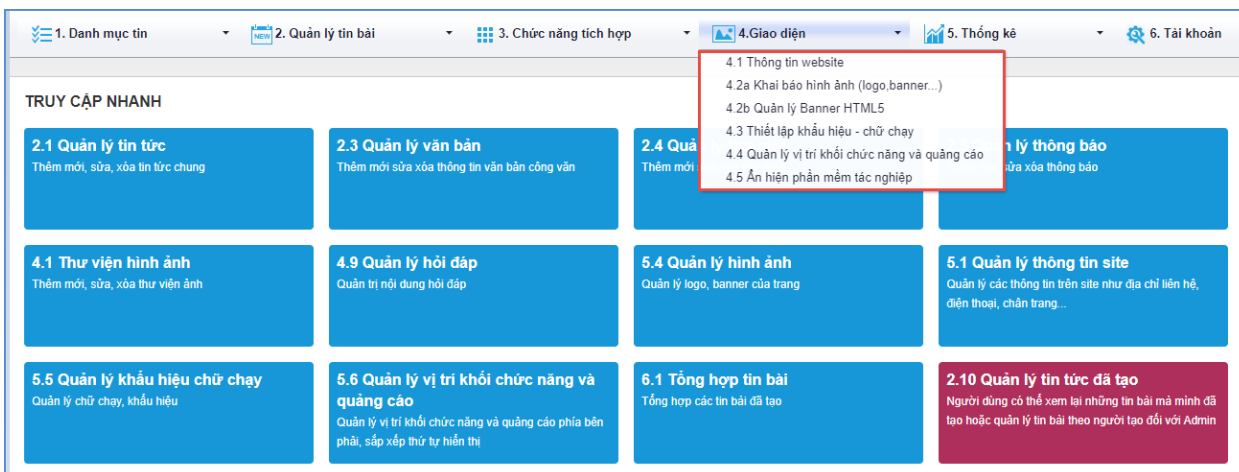 1. Danh mục tin
NEW 2. Quản lý tin bài
3. Chức năng tích hợp
4.Giao diện
5. Thống kê
6. Tài khoản
4.1 Thông tin website
4.2a Khai báo hình ảnh (logo,banner...)
4.2b Quản lý Banner HTML5
4.3 Thiết lập khẩu hiệu - chữ chạy
4.4 Quản lý vị trí khối chức năng và quảng cáo
4.5 Ẩn hiện phần mềm tác nghiệp
TRUY CẬP NHANH
2.1 Quản lý tin tức
Thêm mới, sửa, xóa tin tức chung
2.3 Quản lý văn bản
Thêm mới sửa xóa thông tin văn bản công văn
2.4 Quả
Thêm mới
lý thông báo
sửa xóa thông báo
4.1 Thư viện hình ảnh
Thêm mới, sửa, xóa thư viện ảnh
4.9 Quản lý hỏi đáp
Quản trị nội dung hỏi đáp
5.4 Quản lý hình ảnh
Quản lý logo, banner của trang
5.1 Quản lý thông tin site
Quản lý các thông tin trên site như địa chỉ liên hệ,
điện thoại, chân trang...
5.5 Quản lý khẩu hiệu chữ chạy
Quản lý chữ chạy, khẩu hiệu
5.6 Quản lý vị trí khối chức năng và
quảng cáo
Quản lý vị trí khối chức năng và quảng cáo phía bên
phải, sắp xếp thứ tự hiển thị
6.1 Tổng hợp tin bài
Tổng hợp các tin bài đã tạo
2.10 Quản lý tin tức đã tạo
Người dùng có thể xem lại những tin bài mà mình đã
tạo hoặc quản lý tin bài theo người tạo đối với Admin